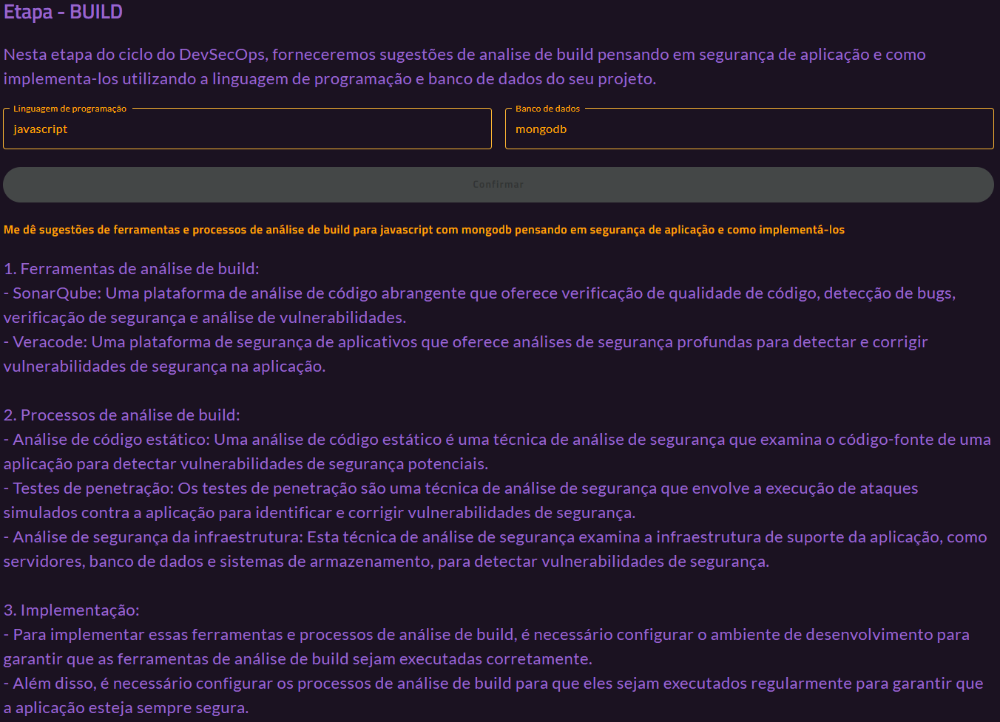 Etapa - BUILD
Nesta etapa do ciclo do DevSecOps, forneceremos sugestões de analise de build pensando em segurança de aplicação e como
implementa-los utilizando a linguagem de programação e banco de dados do seu projeto.
Linguagem de programação
javascript
Banco de dados
mongodb
Confirmar
Me dê sugestões de ferramentas e processos de análise de build para javascript com mongodb pensando em segurança de aplicação e como implementá-los
1. Ferramentas de análise de build:
- SonarQube: Uma plataforma de análise de código abrangente que oferece verificação de qualidade de código, detecção de bugs,
verificação de segurança e análise de vulnerabilidades.
- Veracode: Uma plataforma de segurança de aplicativos que oferece análises de segurança profundas para detectar e corrigir
vulnerabilidades de segurança na aplicação.
2. Processos de análise de build:
- Análise de código estático: Uma análise de código estático é uma técnica de análise de segurança que examina o código-fonte de uma
aplicação para detectar vulnerabilidades de segurança potenciais.
- Testes de penetração: Os testes de penetração são uma técnica de análise de segurança que envolve a execução de ataques
simulados contra a aplicação para identificar e corrigir vulnerabilidades de segurança.
- Análise de segurança da infraestrutura: Esta técnica de análise de segurança examina a infraestrutura de suporte da aplicação, como
servidores, banco de dados e sistemas de armazenamento, para detectar vulnerabilidades de segurança.
3. Implementação:
- Para implementar essas ferramentas e processos de análise de build, é necessário configurar o ambiente de desenvolvimento para
garantir que as ferramentas de análise de build sejam executadas corretamente.
- Além disso, é necessário configurar os processos de análise de build para que eles sejam executados regularmente para garantir que
a aplicação esteja sempre segura.